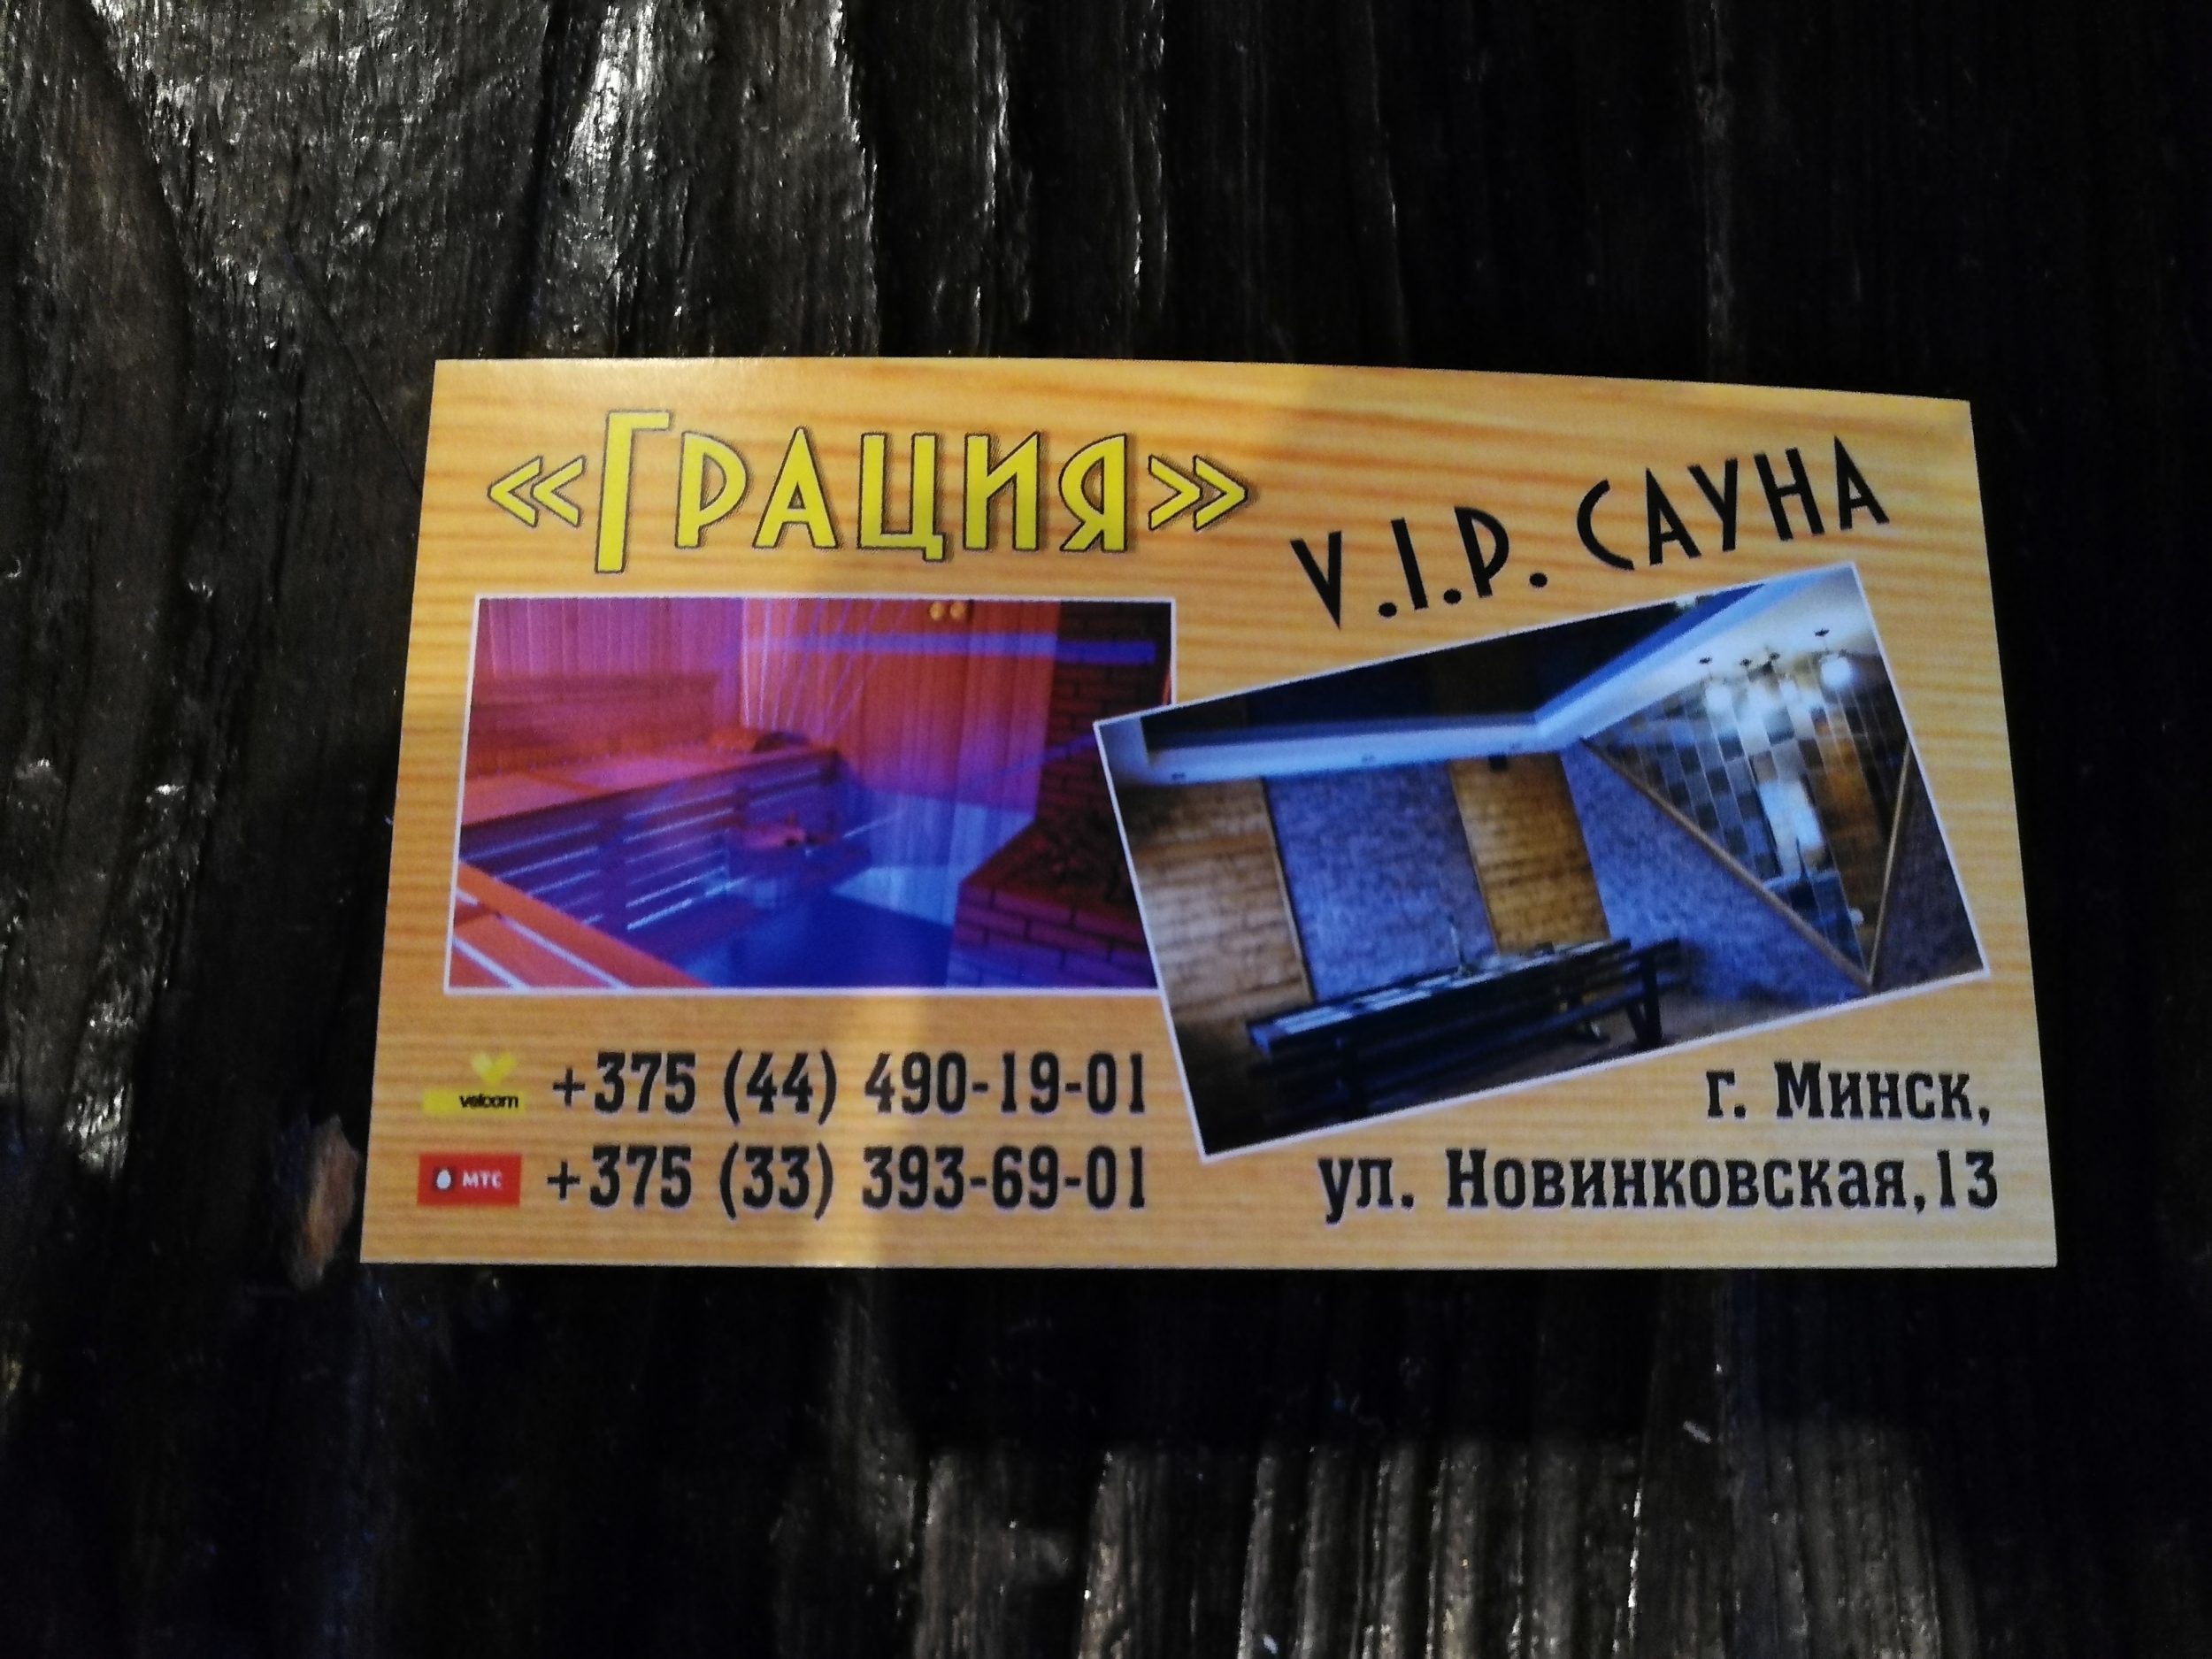 «Грация»
V.I.P. САУНА
velcom +375 (44) 490-19-01
МТС +375 (33) 393-69-01
г. Минск,
ул. Новинковская,13